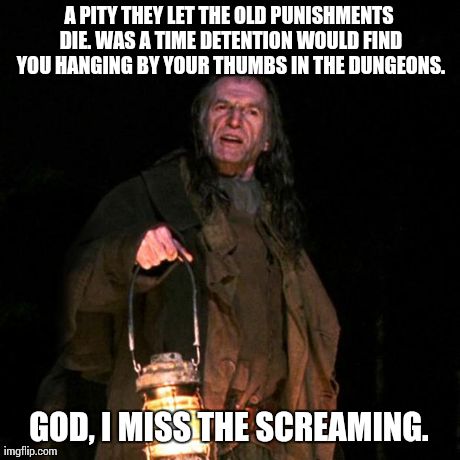 A PITY THEY LET THE OLD PUNISHMENTS
DIE. WAS A TIME DETENTION WOULD FIND
YOU HANGING BY YOUR THUMBS IN THE DUNGEONS.
GOD, I MISS THE SCREAMING.
imgflip.com